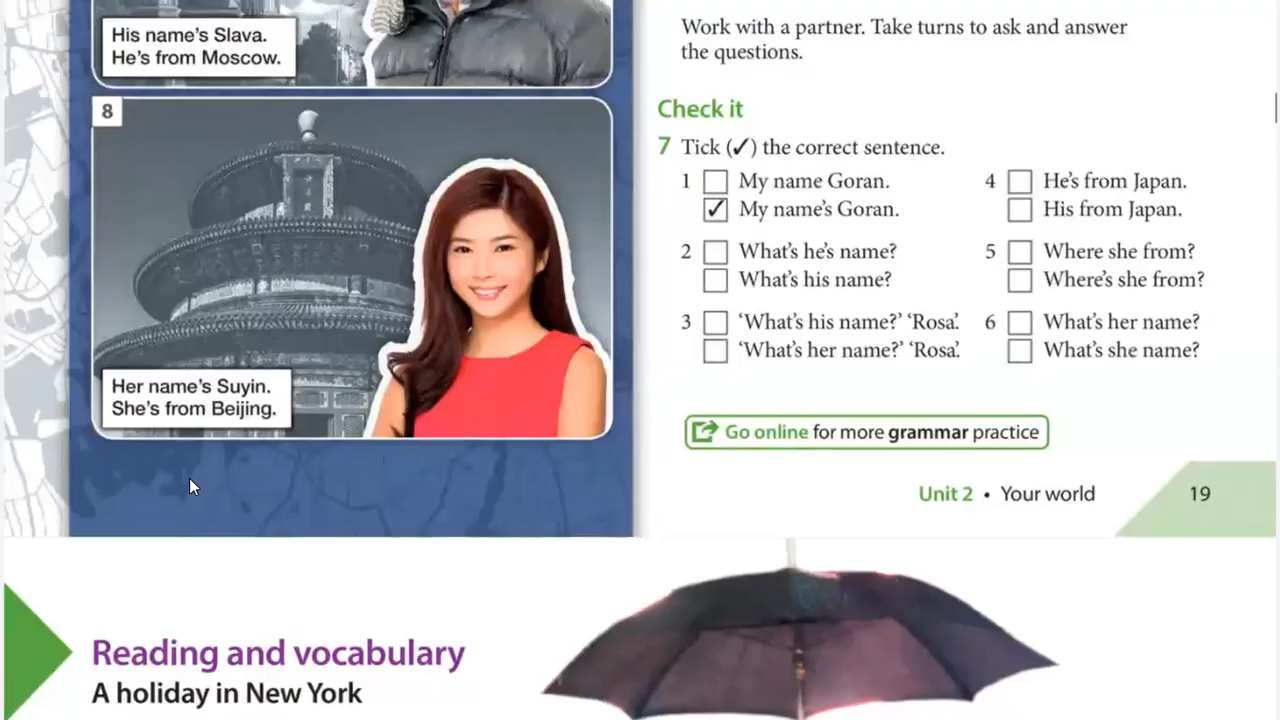 His name's Slava.
He's from Moscow.
8
Her name's Suyin.
She's from Beijing.
Work with a partner. Take turns to ask and answer
the questions.
Check it
7 Tick (✓) the correct sentence.
1 My name Goran.
✓ My name's Goran.
2 What's he's name?
What's his name?
3 ‘What's his name?’ ‘Rosa’.
‘What's her name?’ ‘Rosa’.
4 He's from Japan.
His from Japan.
5 Where she from?
Where's she from?
6 What's her name?
What's she name?
Go online for more grammar practice
Unit 2 • Your world 19
Reading and vocabulary
A holiday in New York